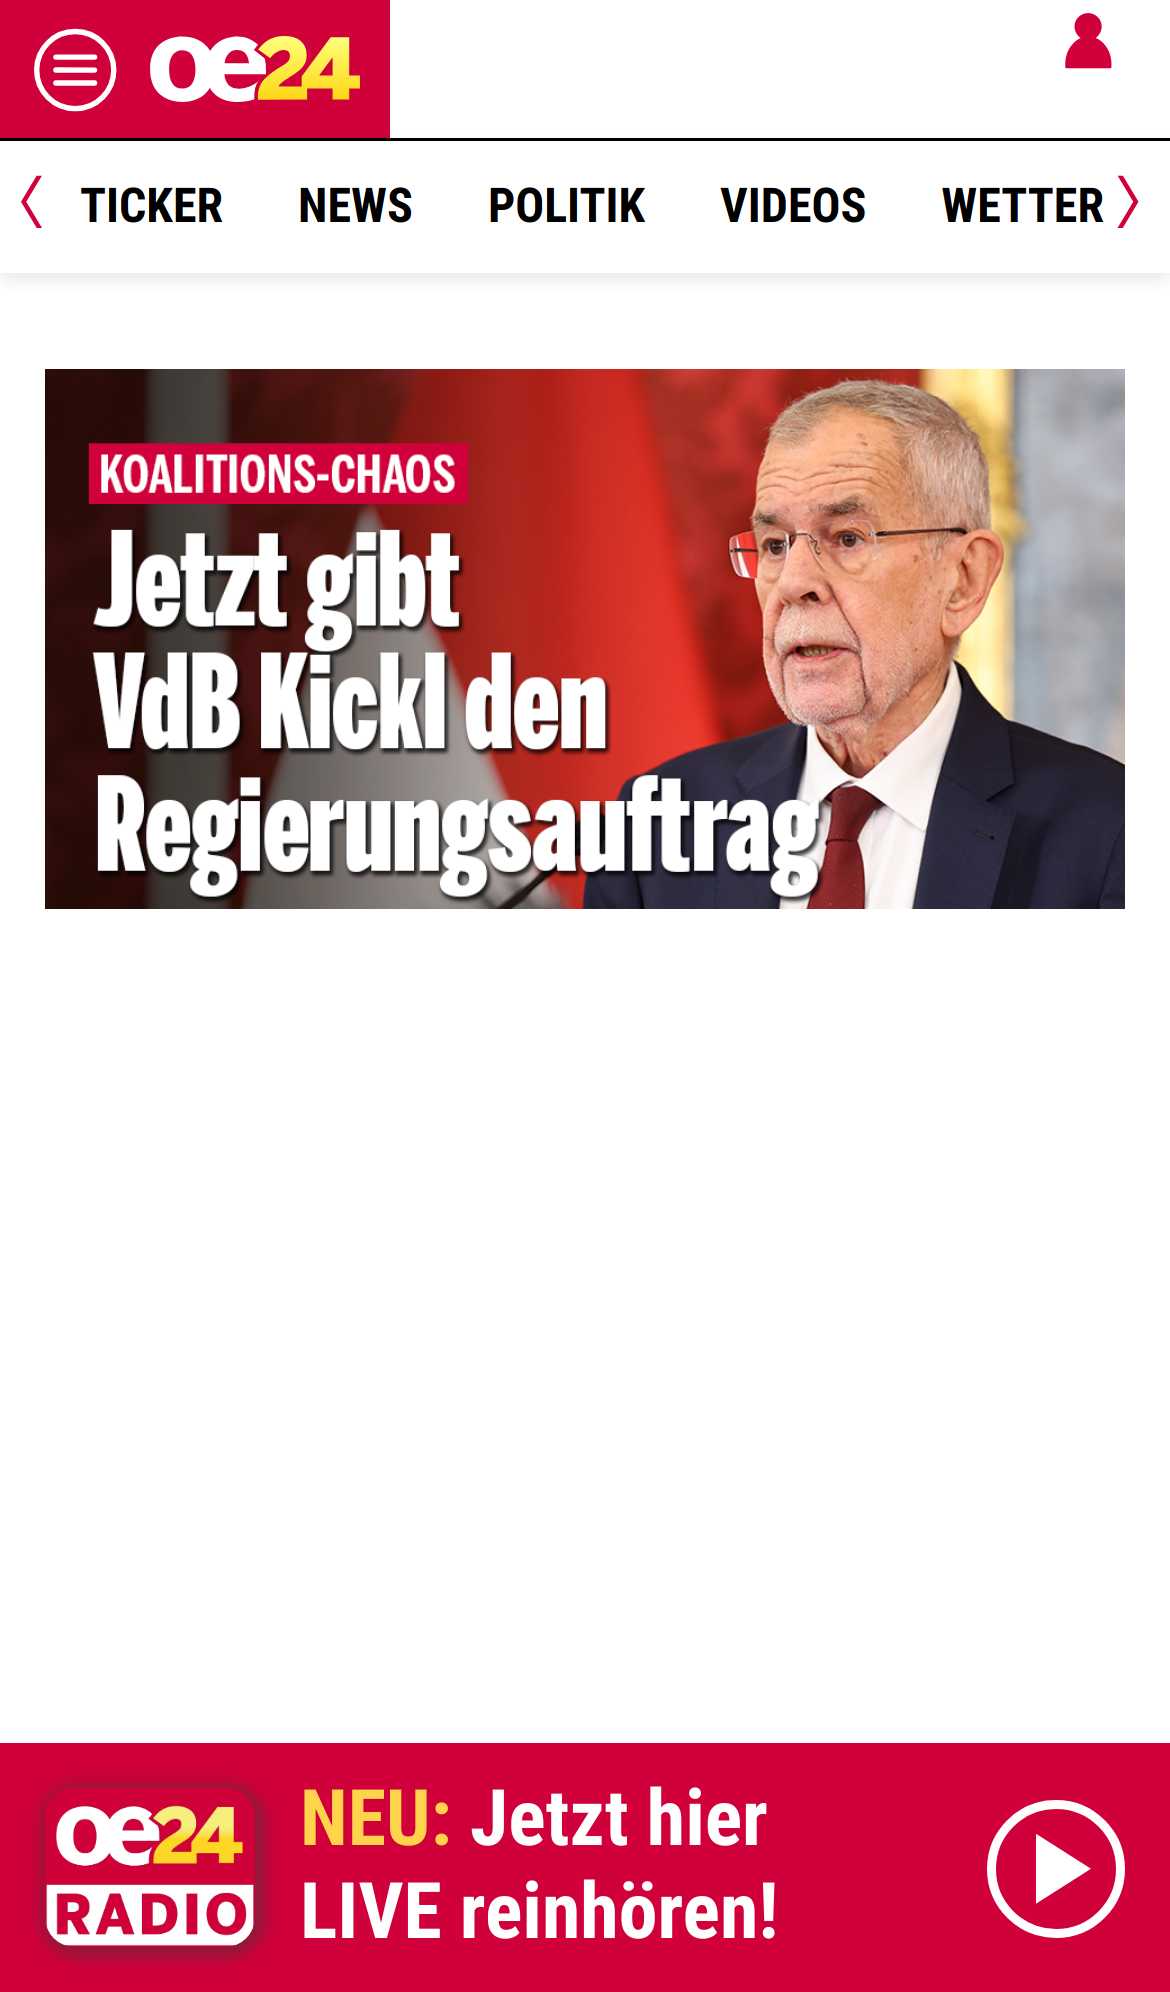 oe24
TICKER NEWS POLITIK VIDEOS WETTER
KOALITIONS-CHAOS
Jetzt gibt
VdB Kickl den
Regierungsauftrag
oe24
RADIO
NEU: Jetzt hier
LIVE reinhören!